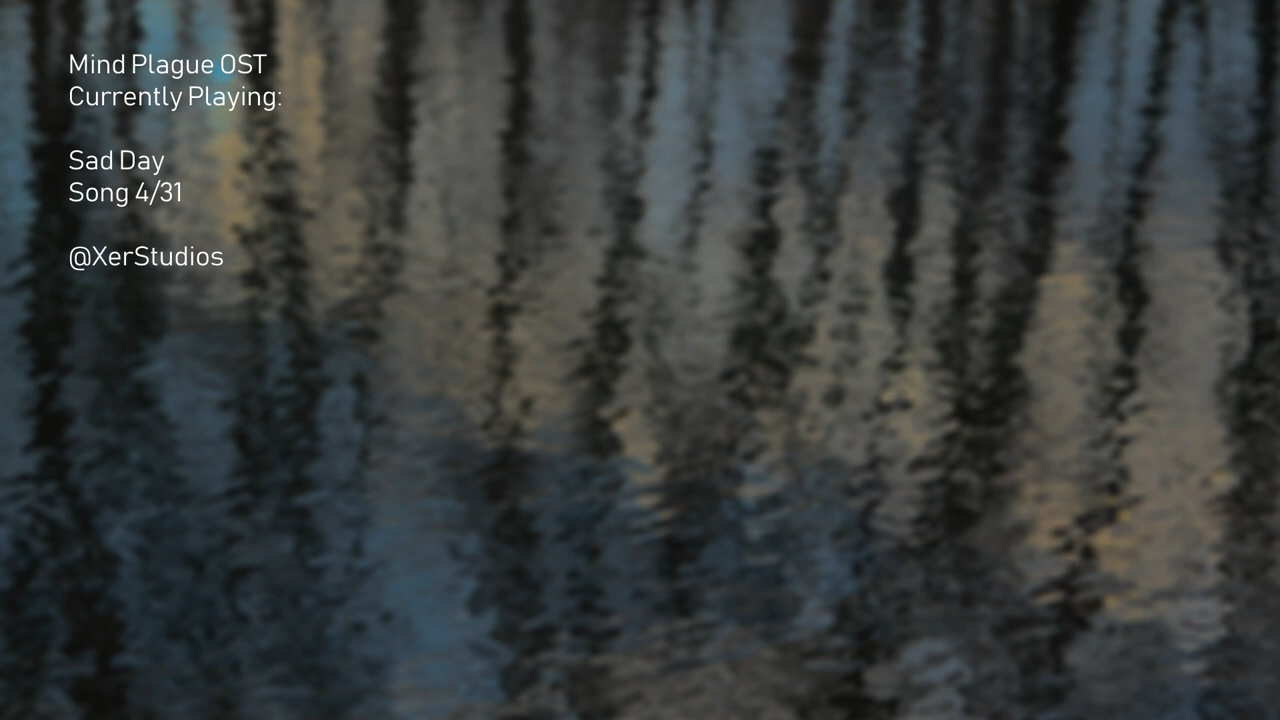 Mind Plague OST
Currently Playing:
Sad Day
Song 4/31
@XerStudios